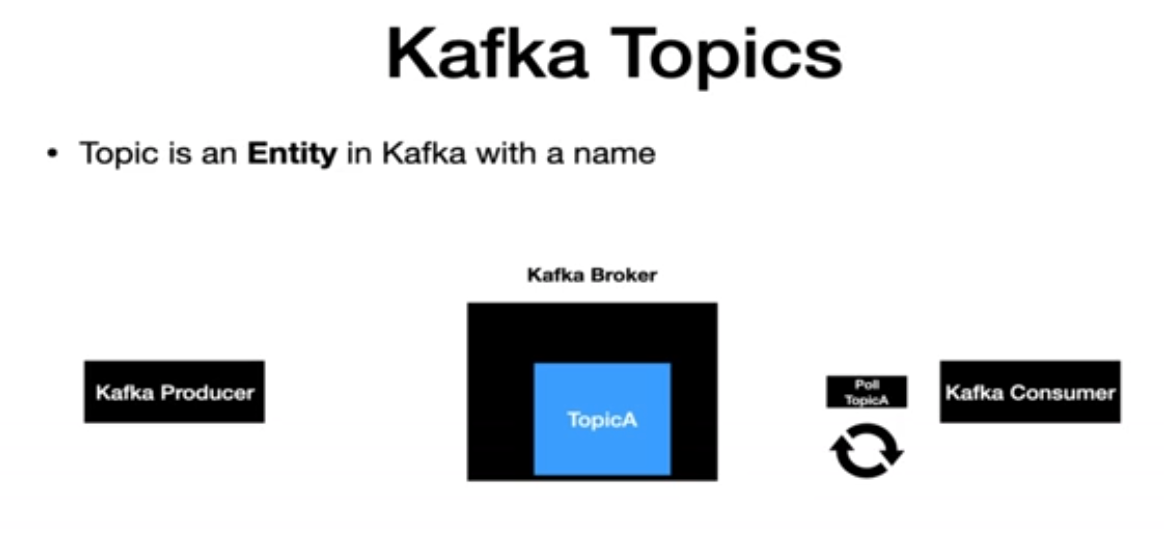 Kafka Topics
• Topic is an Entity in Kafka with a name
Kafka Broker
Kafka Producer
TopicA
Poll
TopicA
Kafka Consumer